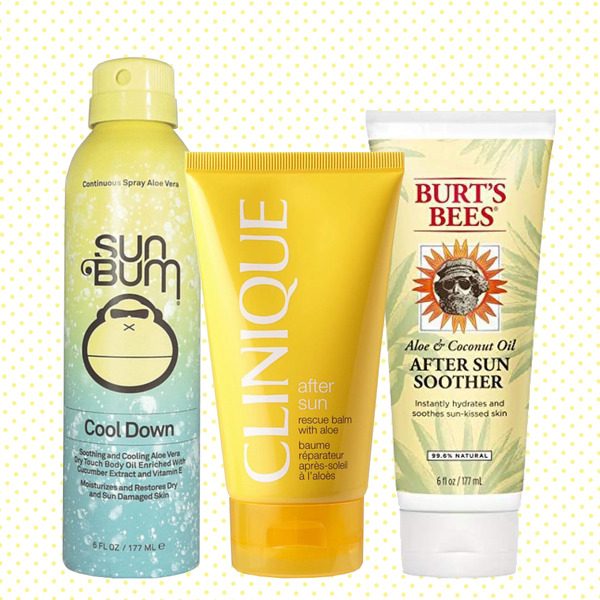 Continuous Spray Aloe Vera
SUN
BUM
Cool Down
Soothing and Cooling Aloe Vera
Dry Touch Body Oil Enriched With
Cucumber Extract and Vitamin E
Moisturizes and Restores Dry
and Sun Damaged Skin
6 FL OZ / 177 ML e
CLINIQUE
after
sun
rescue balm
with aloe
baume
réparateur
après-soleil
à l'aloès
BURT'S
BEES®
Aloe & Coconut Oil
AFTER SUN
SOOTHER
Instantly hydrates and
soothes sun-kissed skin
99.6% NATURAL
6 fl oz / 177 mL